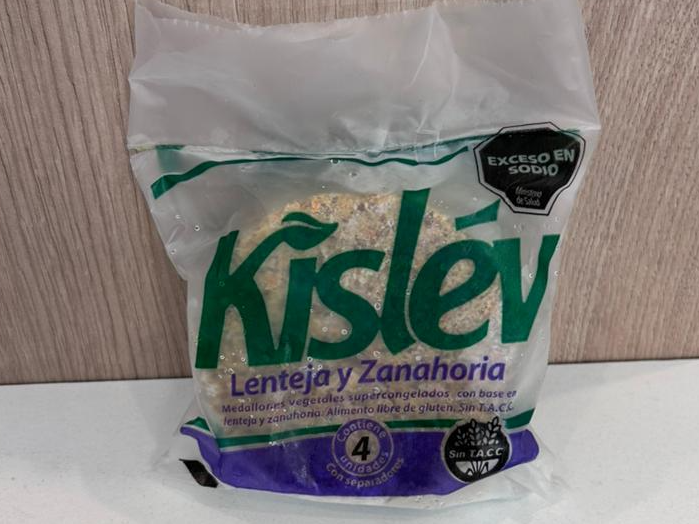 EXCESO EN
SODIO
Ministerio
de Salud
Kislév
Lenteja y Zanahoria
Medallones vegetales supercongelados con base en
lenteja y zanahoria. Alimento libre de gluten. Sin T.A.C.C.
Contiene
4
unidades
Con separadores
Sin T.A.C.C.